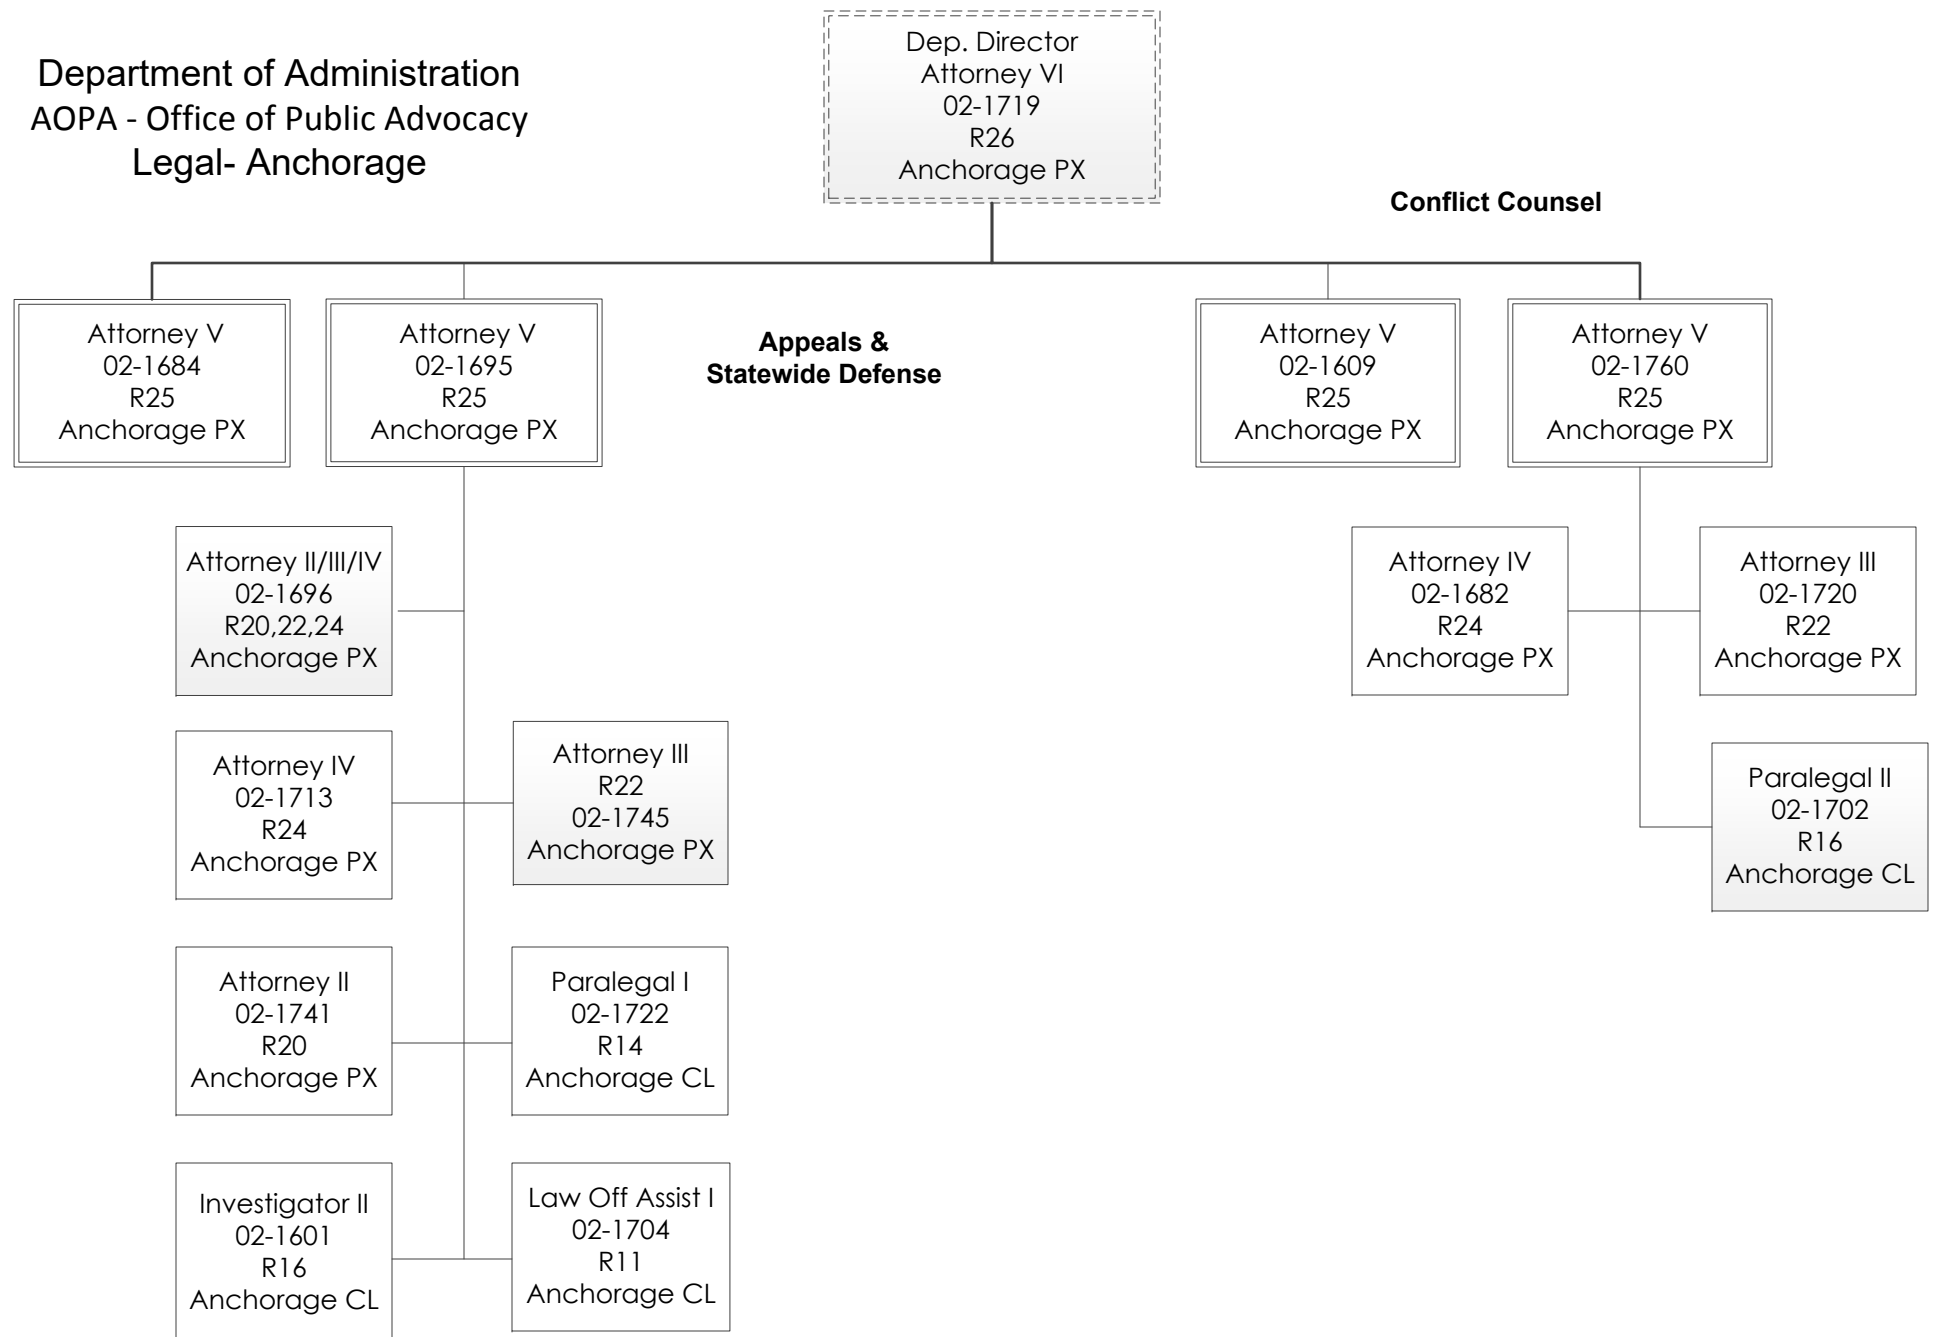 Department of Administration
AOPA - Office of Public Advocacy
Legal- Anchorage
Dep. Director
Attorney VI
02-1719
R26
Anchorage PX
Conflict Counsel
Attorney V
02-1684
R25
Anchorage PX
Attorney V
02-1695
R25
Anchorage PX
Appeals &
Statewide Defense
Attorney V
02-1609
R25
Anchorage PX
Attorney V
02-1760
R25
Anchorage PX
Attorney II/III/IV
02-1696
R20,22,24
Anchorage PX
Attorney IV
02-1682
R24
Anchorage PX
Attorney III
02-1720
R22
Anchorage PX
Attorney IV
02-1713
R24
Anchorage PX
Attorney III
R22
02-1745
Anchorage PX
Paralegal II
02-1702
R16
Anchorage CL
Attorney II
02-1741
R20
Anchorage PX
Paralegal I
02-1722
R14
Anchorage CL
Investigator II
02-1601
R16
Anchorage CL
Law Off Assist I
02-1704
R11
Anchorage CL